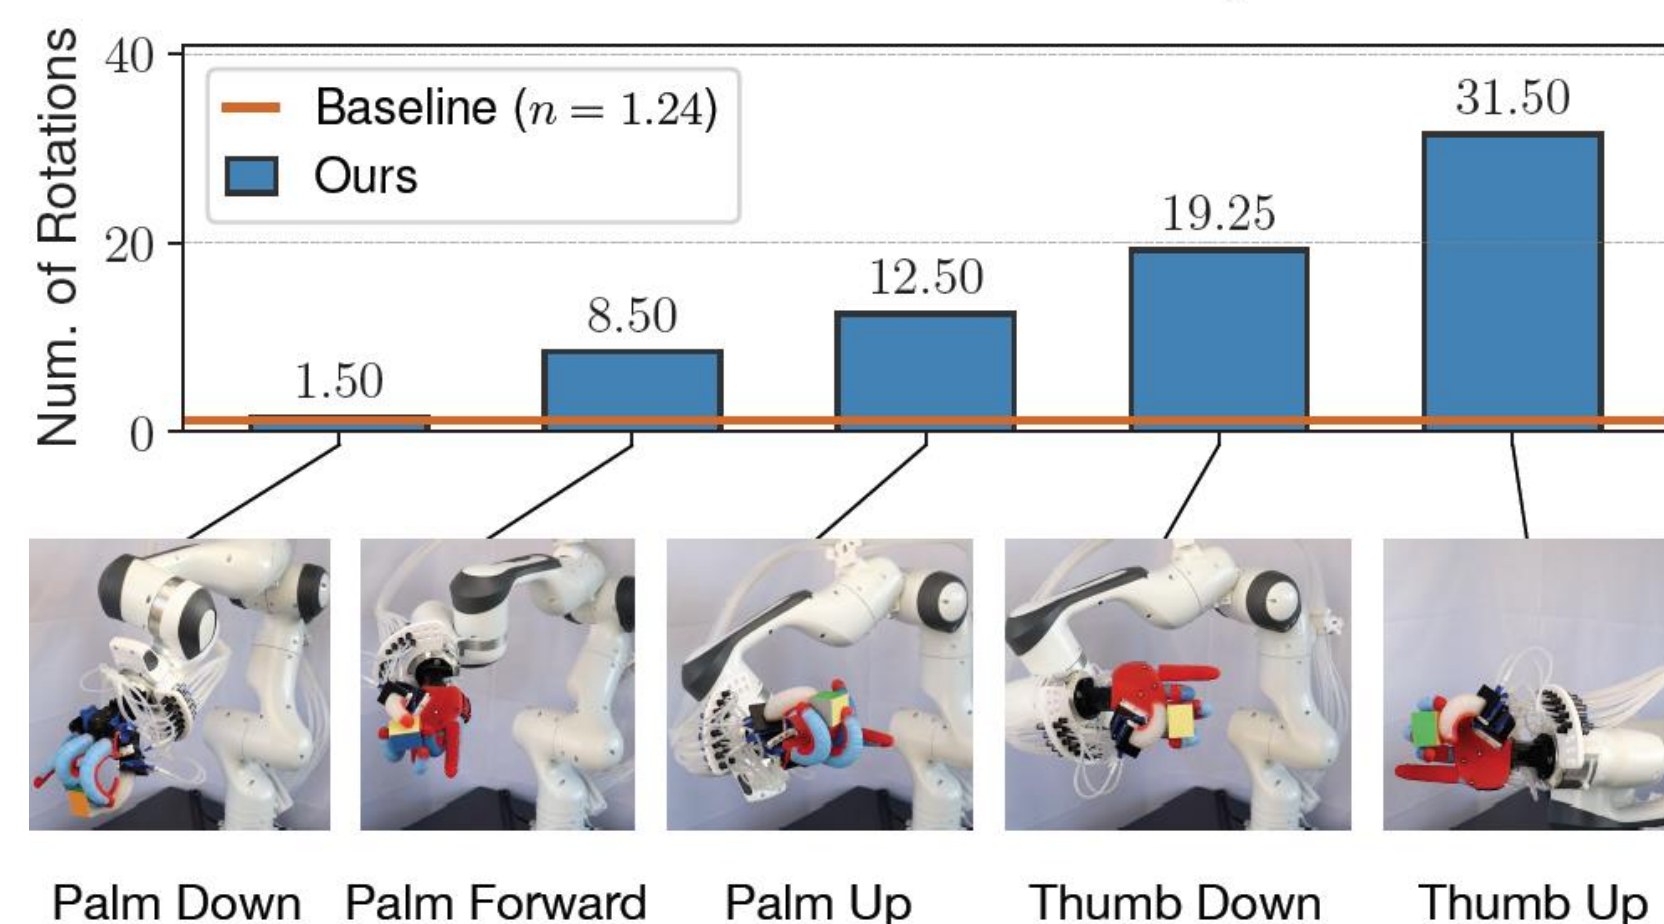 Num. of Rotations
40
20
0
Baseline (n = 1.24)
Ours
1.50
8.50
12.50
19.25
31.50
Palm Down
Palm Forward
Palm Up
Thumb Down
Thumb Up